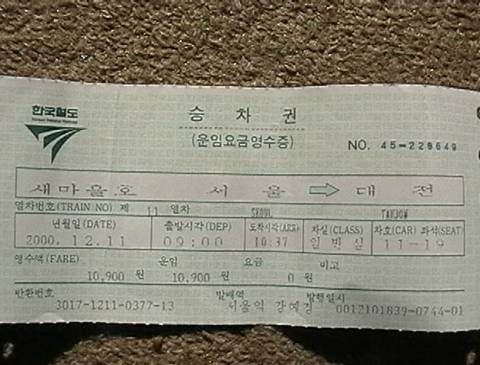 한국철도
승 차 권
(운임요금영수증)
NO. 45-229649
새마을호 서 울 ⇨ 대 전
열차번호(TRAIN NO) 제 11 열차 SEOUL TAEJON
년월일(DATE) 출발시각(DEP) 도착시각(ARR) 차실(CLASS) 차호(CAR) 좌석(SEAT)
2000. 12. 11 09:00 10:37 일반실 11-19
영수액(FARE) 운임 요금 비고
10,900 원 10,900 원 0 원
반환번호 발매역 발행일시
3017-1211-0377-13 서울역 강예경 0012101839-0744-01